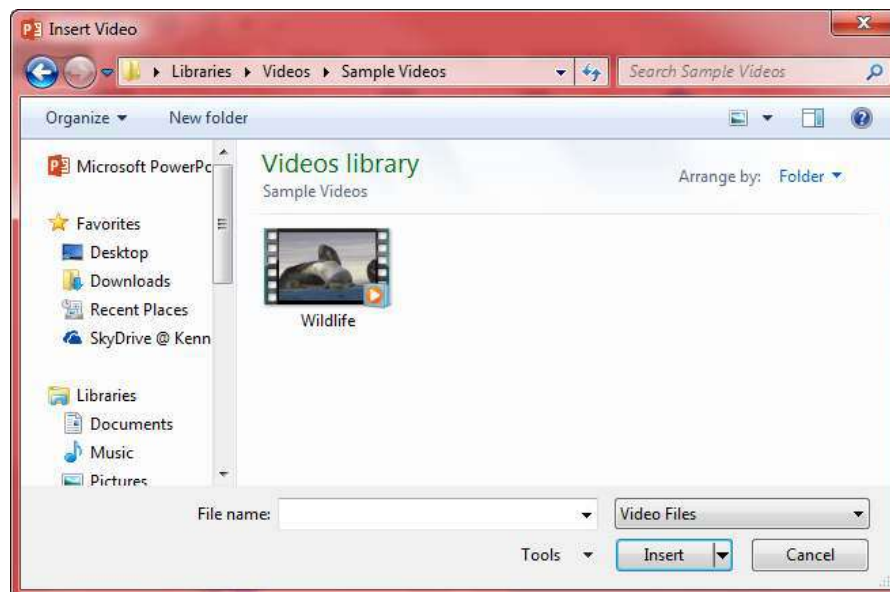 Insert Video
Libraries Videos Sample Videos
Search Sample Videos
Organize New folder
Microsoft PowerPo
Favorites
Desktop
Downloads
Recent Places
SkyDrive @ Kenn
Libraries
Documents
Music
Pictures
Videos library
Sample Videos
Arrange by: Folder
Wildlife
File name:
Video Files
Tools Insert Cancel